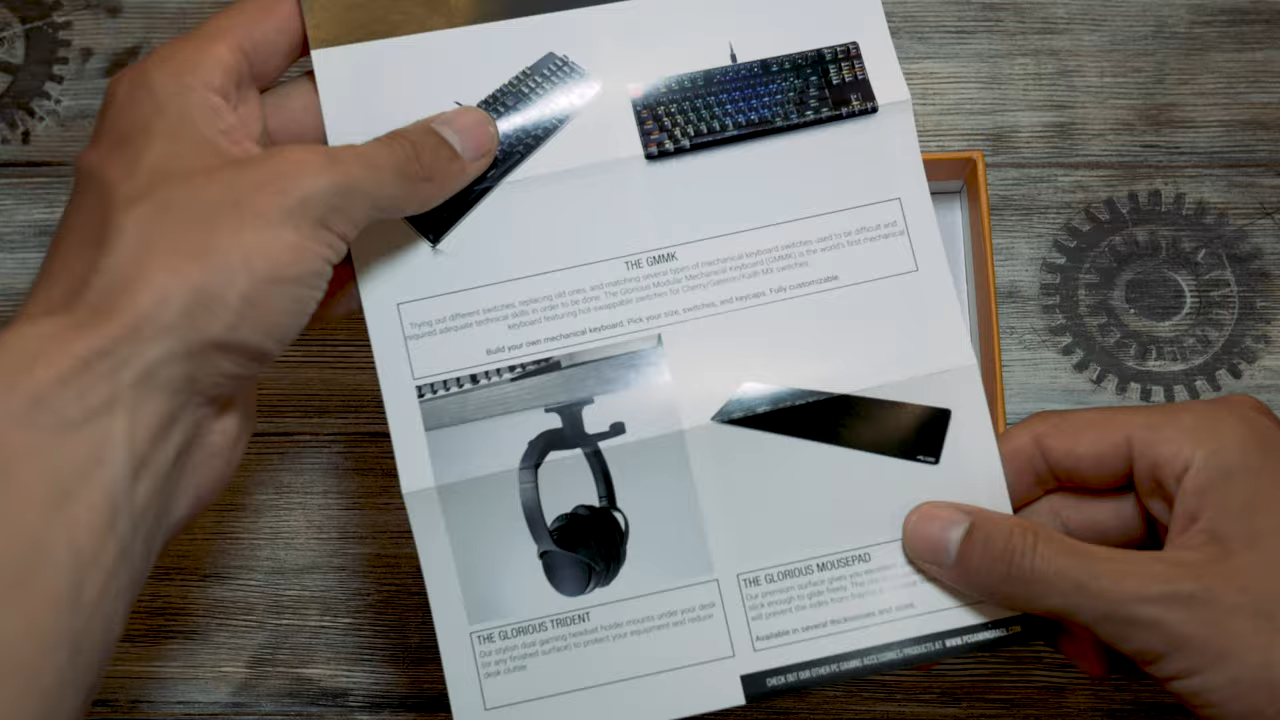 THE GMMK
Trying out different switches, replacing old ones, and matching several types of mechanical keyboard switches used to be difficult and
required adequate technical skills in order to be done. The Glorious Modular Mechanical Keyboard (GMMK) is the world's first mechanical
keyboard featuring hot-swappable switches for Cherry/Gateron/Kailh MX switches.
Build your own mechanical keyboard. Pick your size, switches, and keycaps. Fully customizable.
THE GLORIOUS TRIDENT
Our stylish dual gaming headset holder mounts under your desk
(or any finished surface) to protect your equipment and reduce
desk clutter.
THE GLORIOUS MOUSEPAD
Our premium surface gives you
slick enough to glide freely. The
will prevent the sides from
Available in several thicknesses and sizes.
CHECK OUT OUR OTHER PC GAMING ACCESSORIES/PRODUCTS AT WWW.PCGAMINGRACE.COM